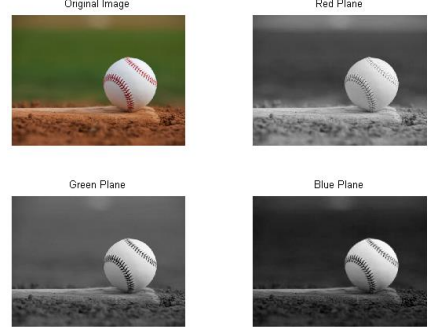 Original Image
Red Plane
Green Plane
Blue Plane